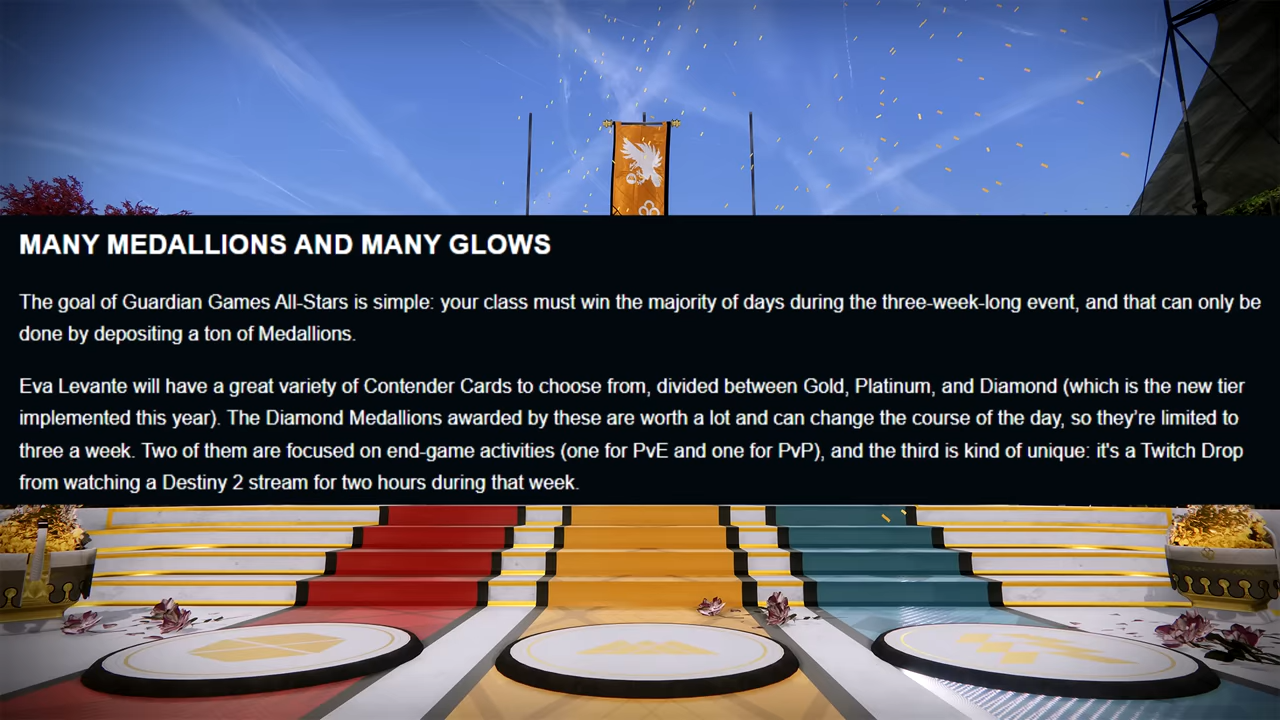 MANY MEDALLIONS AND MANY GLOWS
The goal of Guardian Games All-Stars is simple: your class must win the majority of days during the three-week-long event, and that can only be
done by depositing a ton of Medallions.
Eva Levante will have a great variety of Contender Cards to choose from, divided between Gold, Platinum, and Diamond (which is the new tier
implemented this year). The Diamond Medallions awarded by these are worth a lot and can change the course of the day, so they’re limited to
three a week. Two of them are focused on end-game activities (one for PvE and one for PvP), and the third is kind of unique: it's a Twitch Drop
from watching a Destiny 2 stream for two hours during that week.